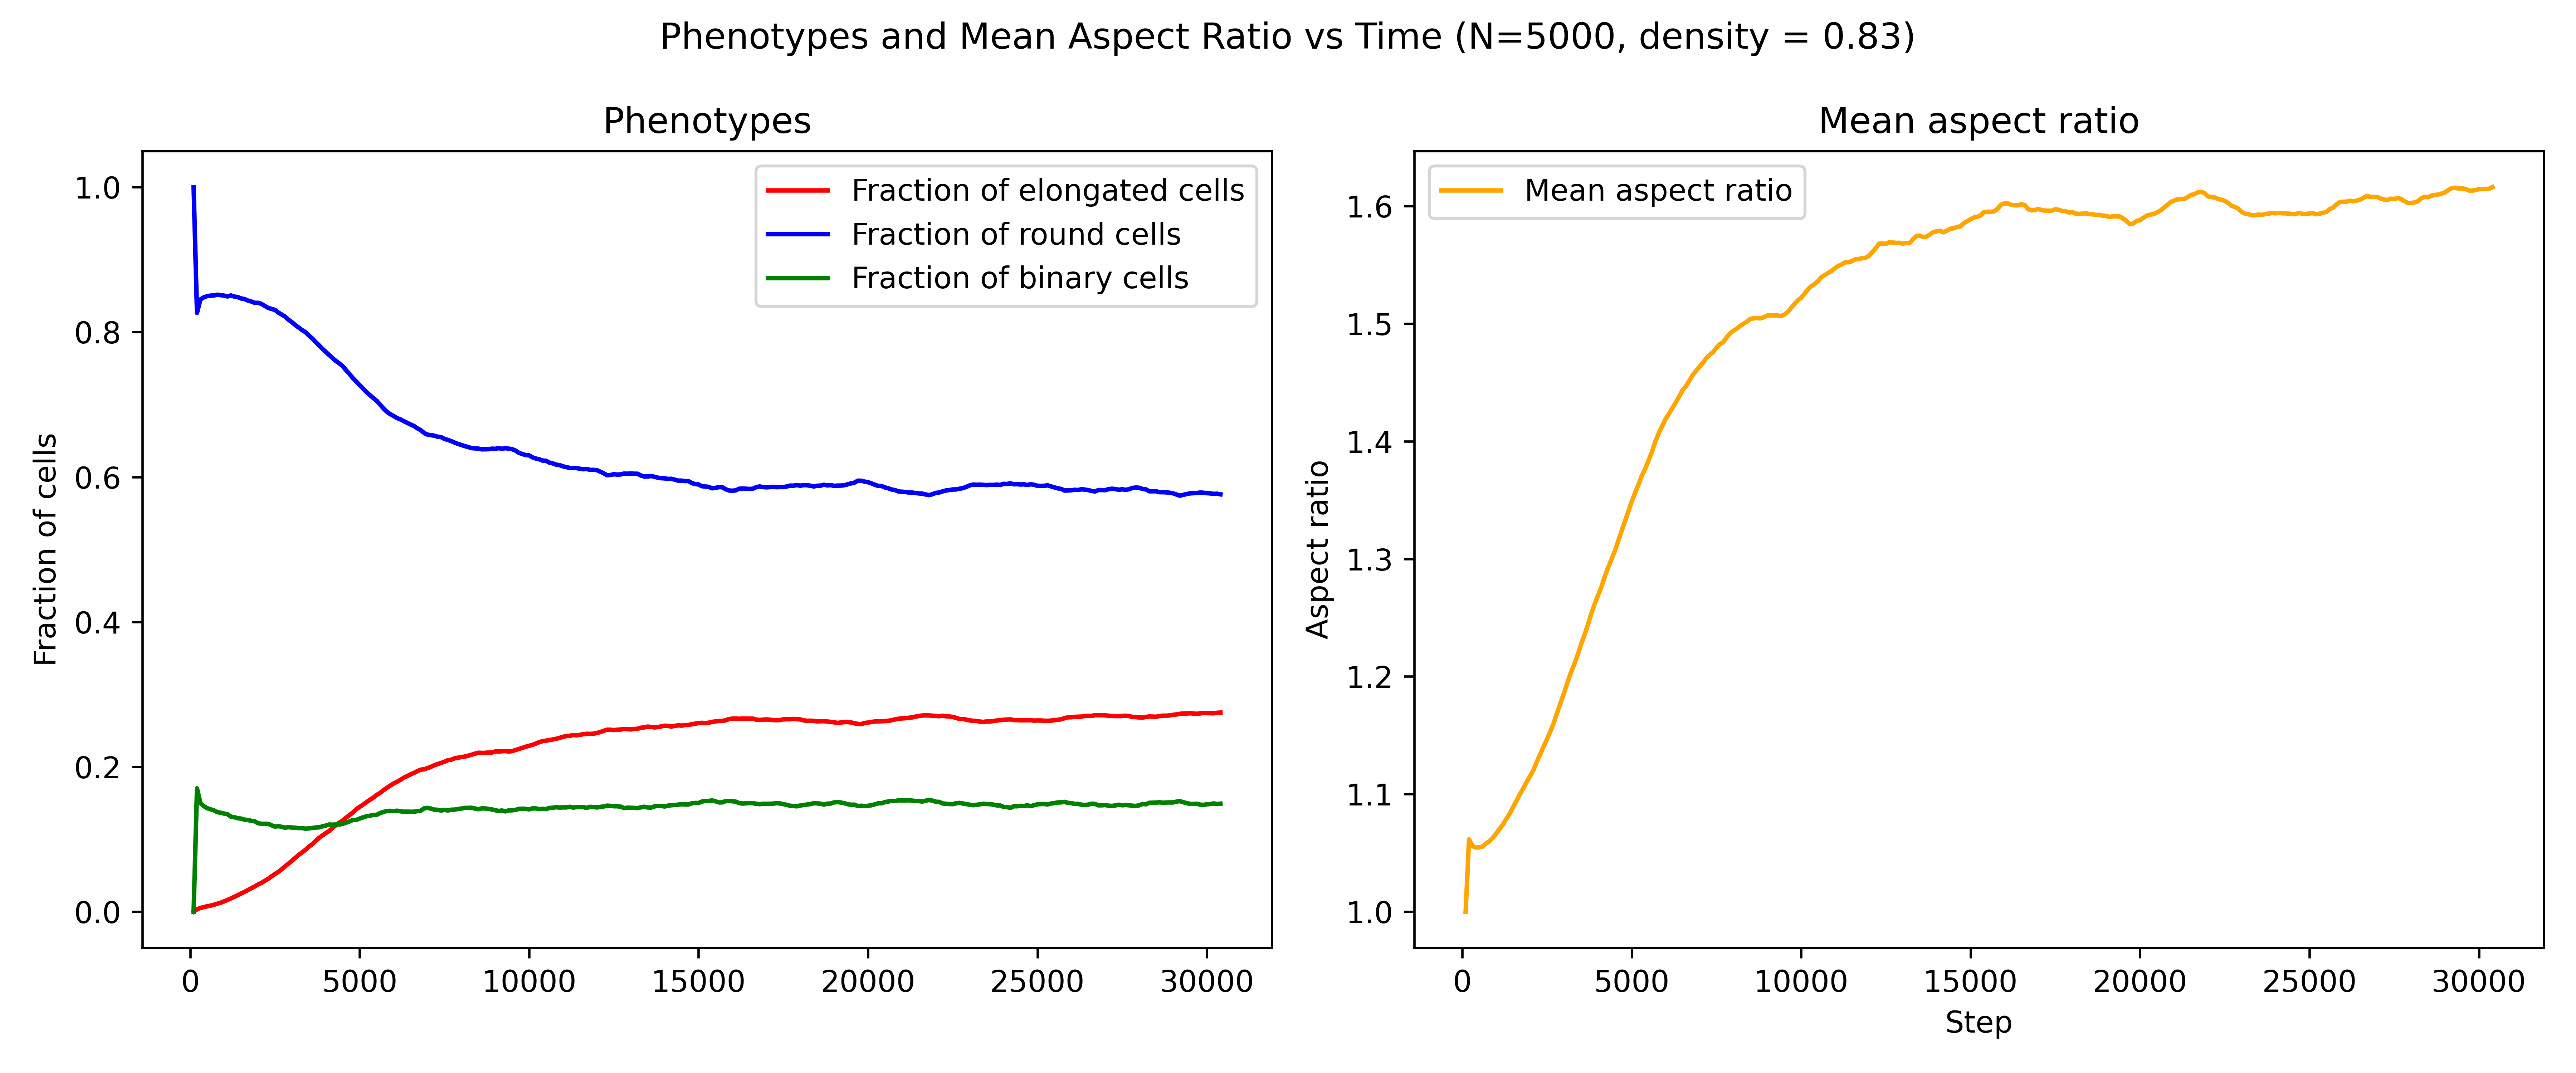 Phenotypes and Mean Aspect Ratio vs Time (N=5000, density = 0.83)
Phenotypes
Fraction of cells
1.0
0.8
0.6
0.4
0.2
0.0
Fraction of elongated cells
Fraction of round cells
Fraction of binary cells
0 5000 10000 15000 20000 25000 30000
Mean aspect ratio
Aspect ratio
1.6
1.5
1.4
1.3
1.2
1.1
1.0
Mean aspect ratio
0 5000 10000 15000 20000 25000 30000
Step